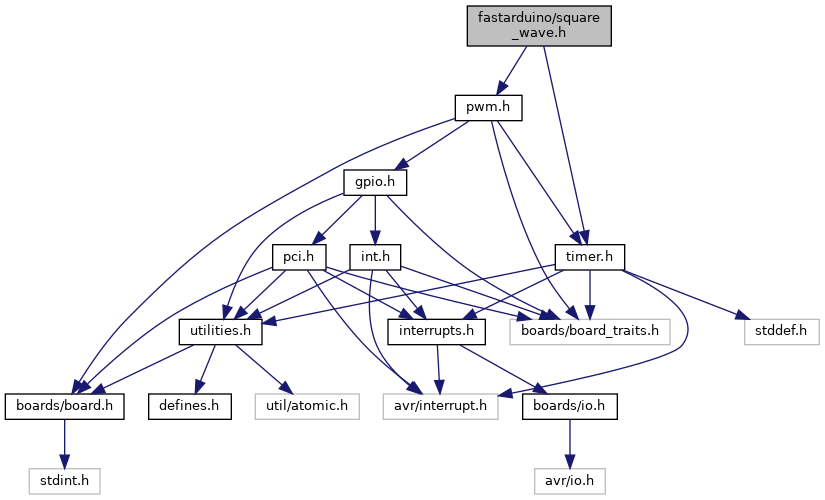 fastarduino/square
_wave.h
pwm.h
gpio.h
pci.h
int.h
timer.h
utilities.h
interrupts.h
boards/board_traits.h
stddef.h
boards/board.h
defines.h
util/atomic.h
avr/interrupt.h
boards/io.h
stdint.h
avr/io.h